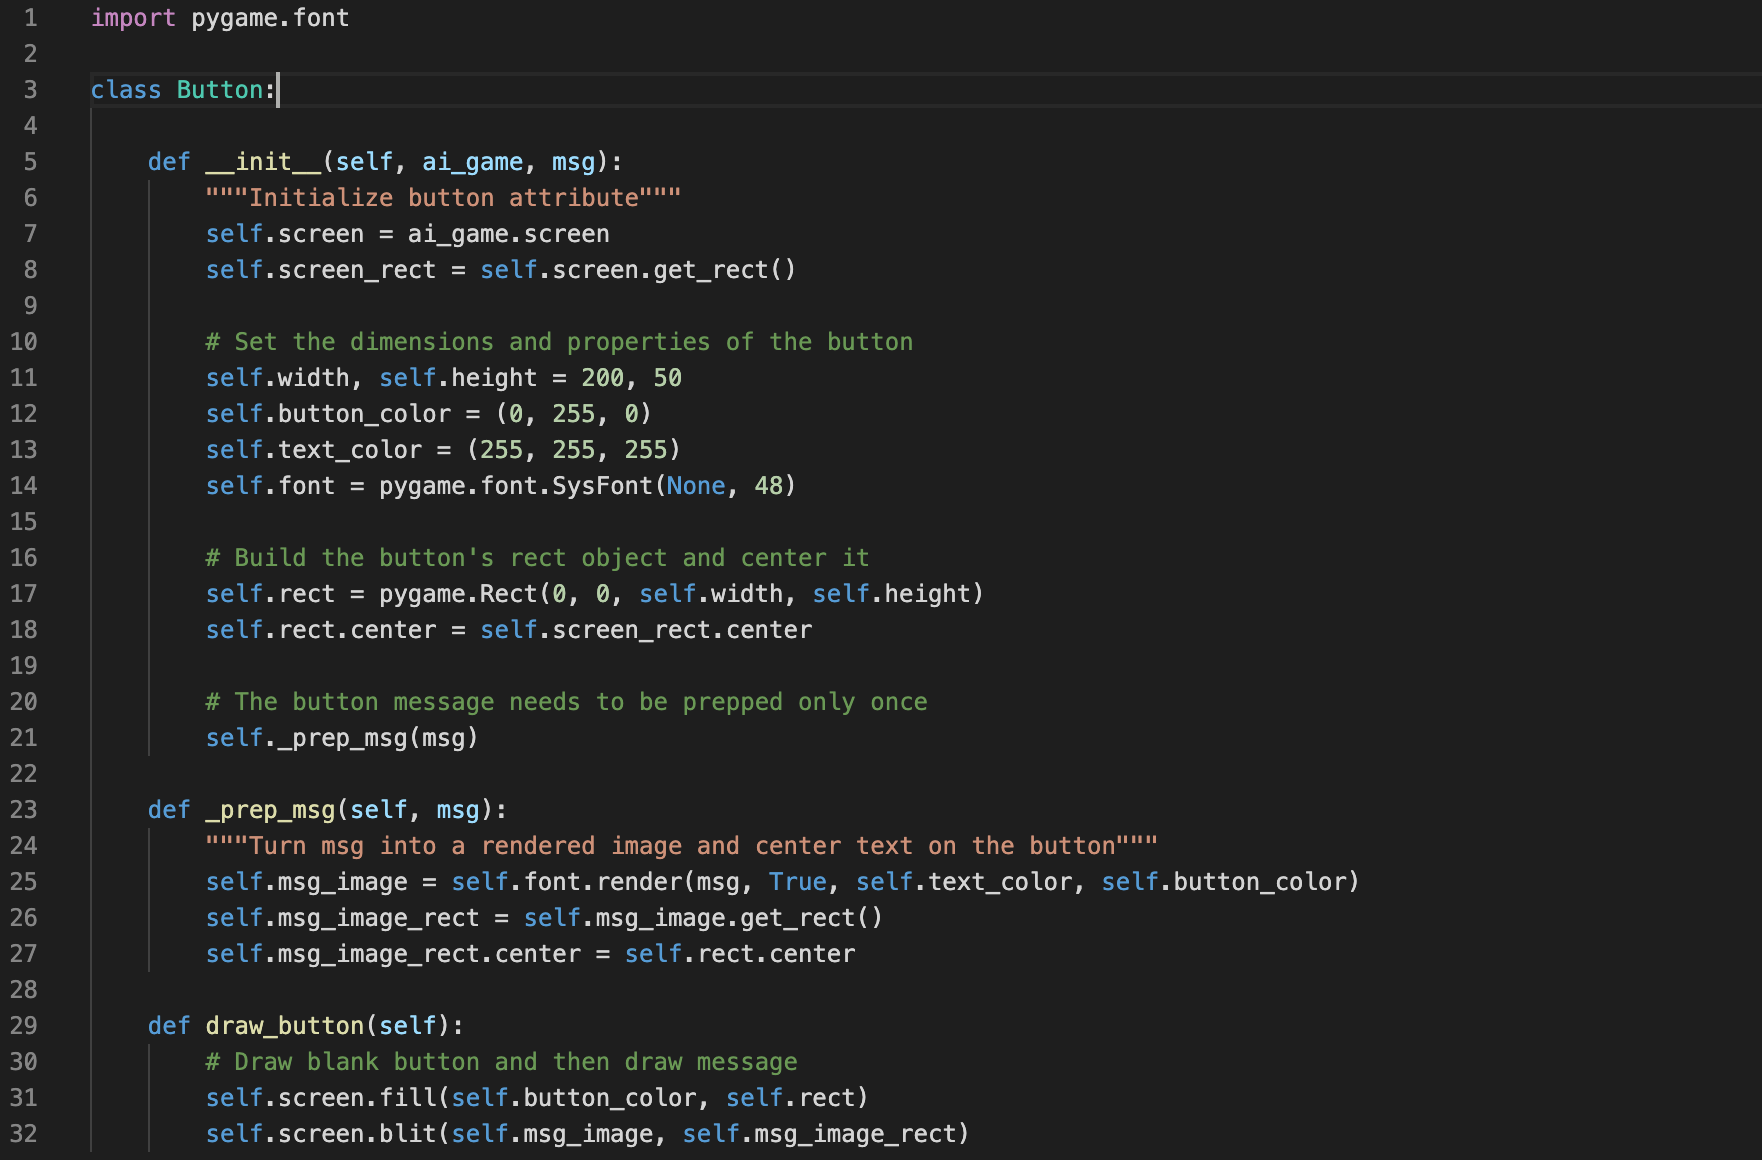 1 import pygame.font
2
3 class Button:
4
5     def __init__(self, ai_game, msg):
6         """Initialize button attribute"""
7         self.screen = ai_game.screen
8         self.screen_rect = self.screen.get_rect()
9
10         # Set the dimensions and properties of the button
11         self.width, self.height = 200, 50
12         self.button_color = (0, 255, 0)
13         self.text_color = (255, 255, 255)
14         self.font = pygame.font.SysFont(None, 48)
15
16         # Build the button's rect object and center it
17         self.rect = pygame.Rect(0, 0, self.width, self.height)
18         self.rect.center = self.screen_rect.center
19
20         # The button message needs to be prepped only once
21         self._prep_msg(msg)
22
23     def _prep_msg(self, msg):
24         """Turn msg into a rendered image and center text on the button"""
25         self.msg_image = self.font.render(msg, True, self.text_color, self.button_color)
26         self.msg_image_rect = self.msg_image.get_rect()
27         self.msg_image_rect.center = self.rect.center
28
29     def draw_button(self):
30         # Draw blank button and then draw message
31         self.screen.fill(self.button_color, self.rect)
32         self.screen.blit(self.msg_image, self.msg_image_rect)